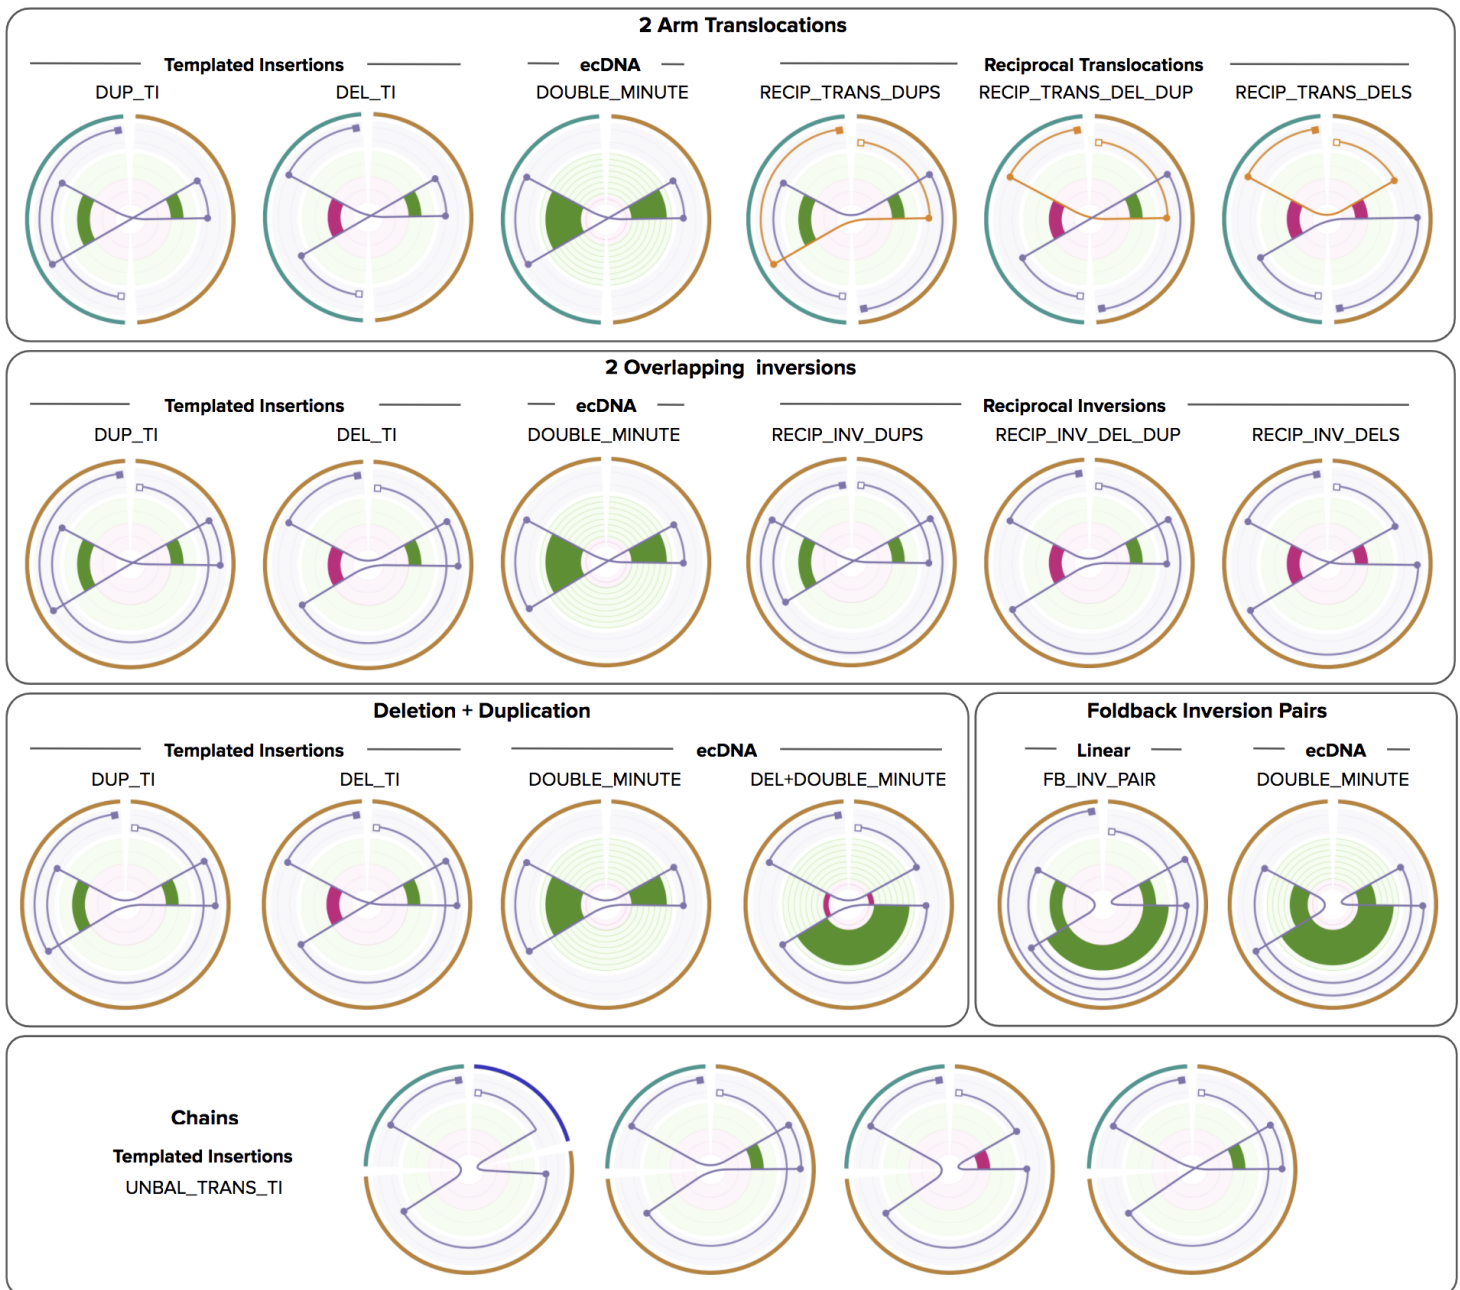 2 Arm Translocations
Templated Insertions
ecDNA
Reciprocal Translocations
DUP_TI
DEL_TI
DOUBLE_MINUTE
RECIP_TRANS_DUPS
RECIP_TRANS_DEL_DUP
RECIP_TRANS_DELS
2 Overlapping inversions
Templated Insertions
ecDNA
Reciprocal Inversions
DUP_TI
DEL_TI
DOUBLE_MINUTE
RECIP_INV_DUPS
RECIP_INV_DEL_DUP
RECIP_INV_DELS
Deletion + Duplication
Templated Insertions
ecDNA
DUP_TI
DEL_TI
DOUBLE_MINUTE
DEL+DOUBLE_MINUTE
Foldback Inversion Pairs
Linear
ecDNA
FB_INV_PAIR
DOUBLE_MINUTE
Chains
Templated Insertions
UNBAL_TRANS_TI